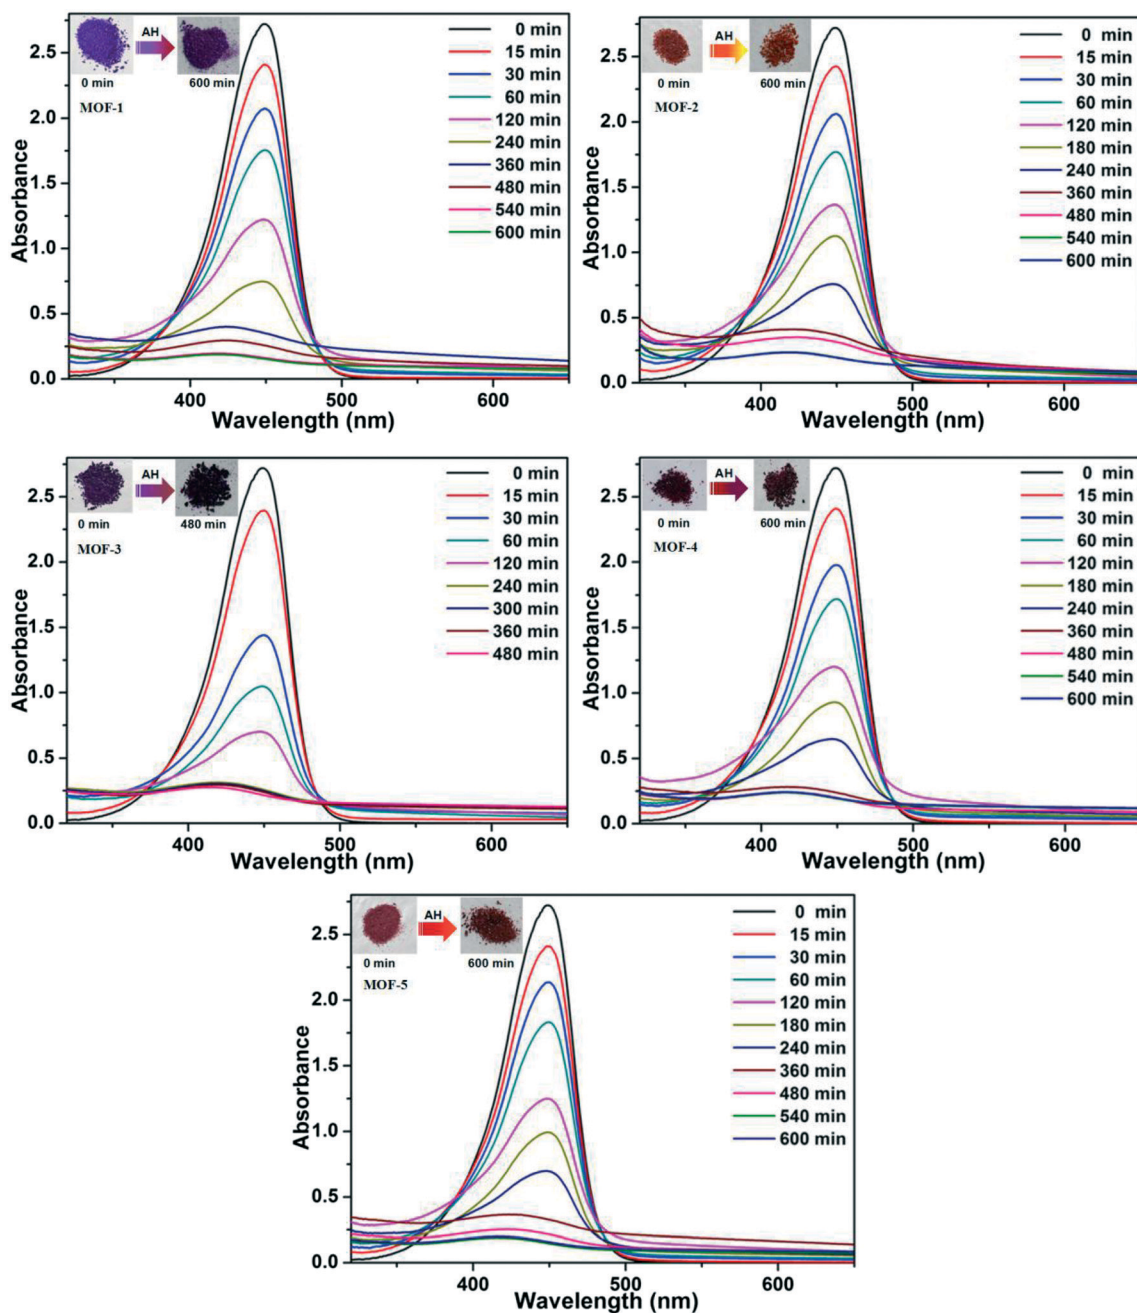 AH
0 min
600 min
MOF-1
0 min
15 min
30 min
60 min
120 min
240 min
360 min
480 min
540 min
600 min
Absorbance
2.5
2.0
1.5
1.0
0.5
0.0
400
500
600
Wavelength (nm)
AH
0 min
600 min
MOF-2
0 min
15 min
30 min
60 min
120 min
180 min
240 min
360 min
480 min
540 min
600 min
Absorbance
2.5
2.0
1.5
1.0
0.5
0.0
400
500
600
Wavelength (nm)
AH
0 min
480 min
MOF-3
0 min
15 min
30 min
60 min
120 min
240 min
300 min
360 min
480 min
Absorbance
2.5
2.0
1.5
1.0
0.5
0.0
400
500
600
Wavelength (nm)
AH
0 min
600 min
MOF-4
0 min
15 min
30 min
60 min
120 min
180 min
240 min
360 min
480 min
540 min
600 min
Absorbance
2.5
2.0
1.5
1.0
0.5
0.0
400
500
600
Wavelength (nm)
AH
0 min
600 min
MOF-5
0 min
15 min
30 min
60 min
120 min
180 min
240 min
360 min
480 min
540 min
600 min
Absorbance
2.5
2.0
1.5
1.0
0.5
0.0
400
500
600
Wavelength (nm)